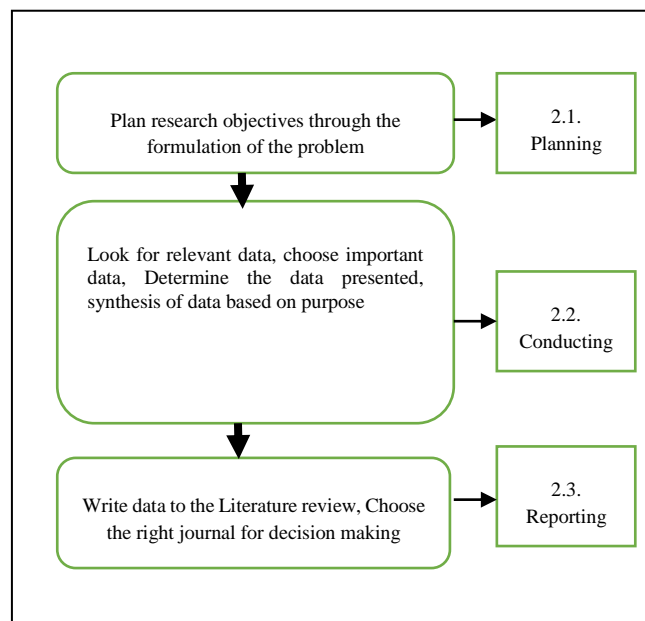 Plan research objectives through the
formulation of the problem
2.1.
Planning
Look for relevant data, choose important
data, Determine the data presented,
synthesis of data based on purpose
2.2.
Conducting
Write data to the Literature review, Choose
the right journal for decision making
2.3.
Reporting